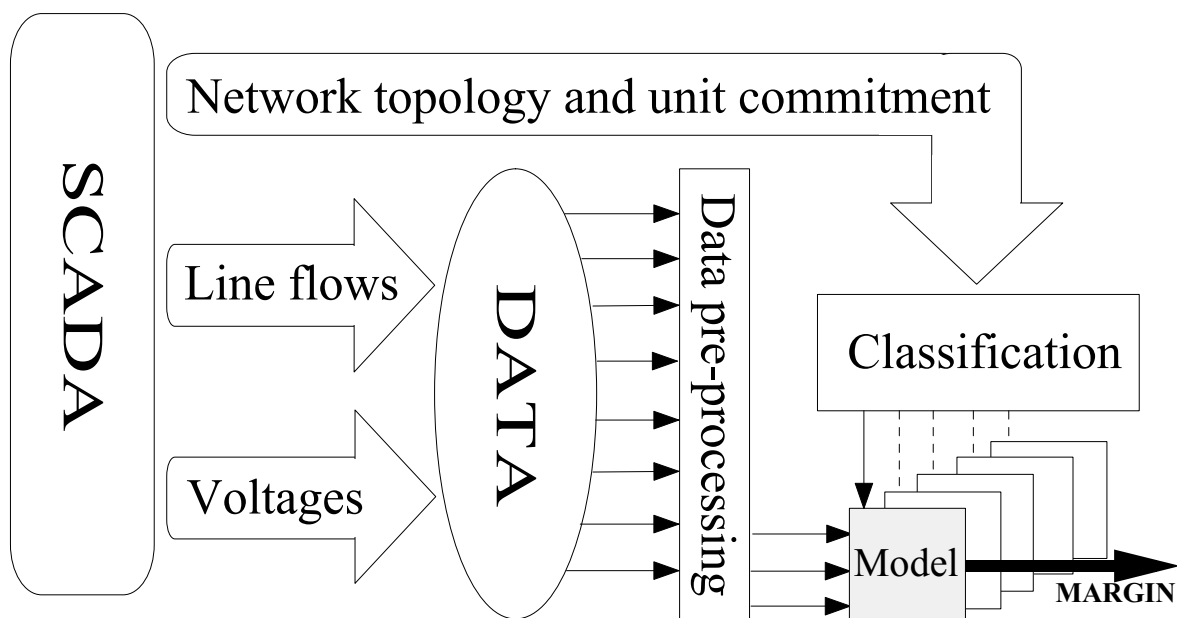 SCADA
Network topology and unit commitment
Line flows
Voltages
DATA
Data pre-processing
Classification
Model
MARGIN